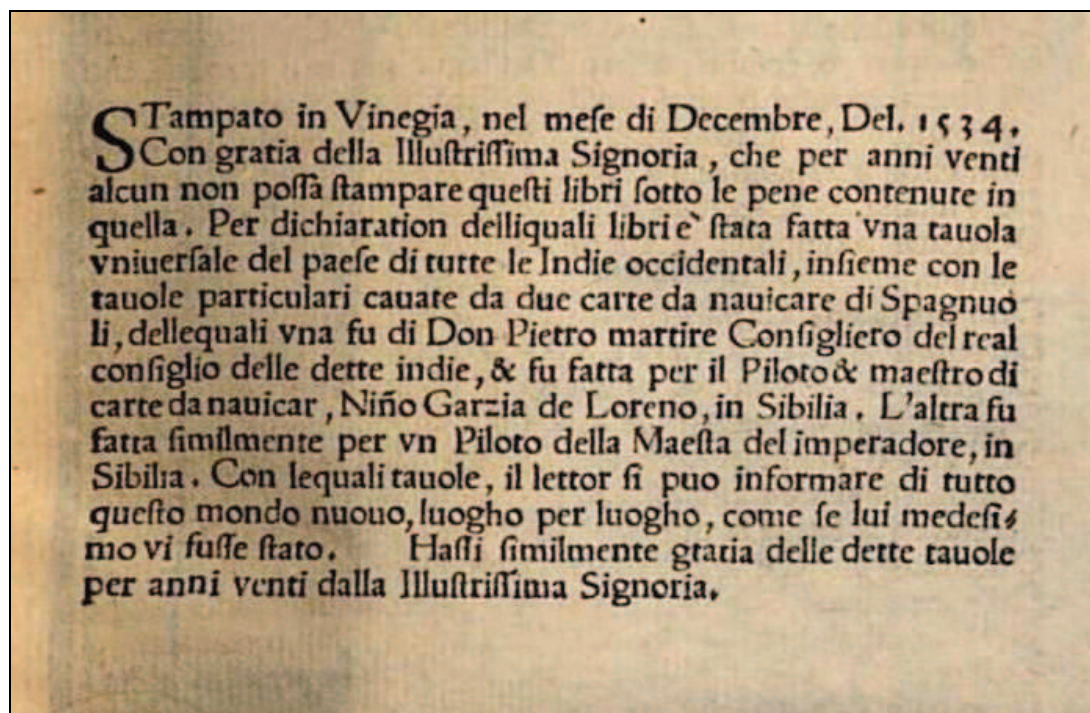 STampato in Vinegia, nel meſe di Decembre, Del. 1534.
Con gratia della Illuſtriſſima Signoria, che per anni venti
alcun non poſſa ſtampare queſti libri ſotto le pene contenute in
quella. Per dichiaration delliquali libri e` ſtata fatta vna tauola
vniuerſale del paeſe di tutte le Indie occidentali, inſieme con le
tauole particulari cauate da due carte da nauicare di Spagnuo
li, dellequali vna fu di Don Pietro martire Conſigliero del real
conſiglio delle dette indie, & fu fatta per il Piloto & maeſtro di
carte da nauicar, Niño Garzia de Loreno, in Sibilia. L'altra fu
fatta ſimilmente per vn Piloto della Maeſta del imperadore, in
Sibilia. Con lequali tauole, il lettor ſi puo informare di tutto
queſto mondo nuouo, luogho per luogho, come ſe lui medeſi⸗
mo vi fuſſe ſtato. Haſſi ſimilmente gratia delle dette tauole
per anni venti dalla Illuſtriſſima Signoria.